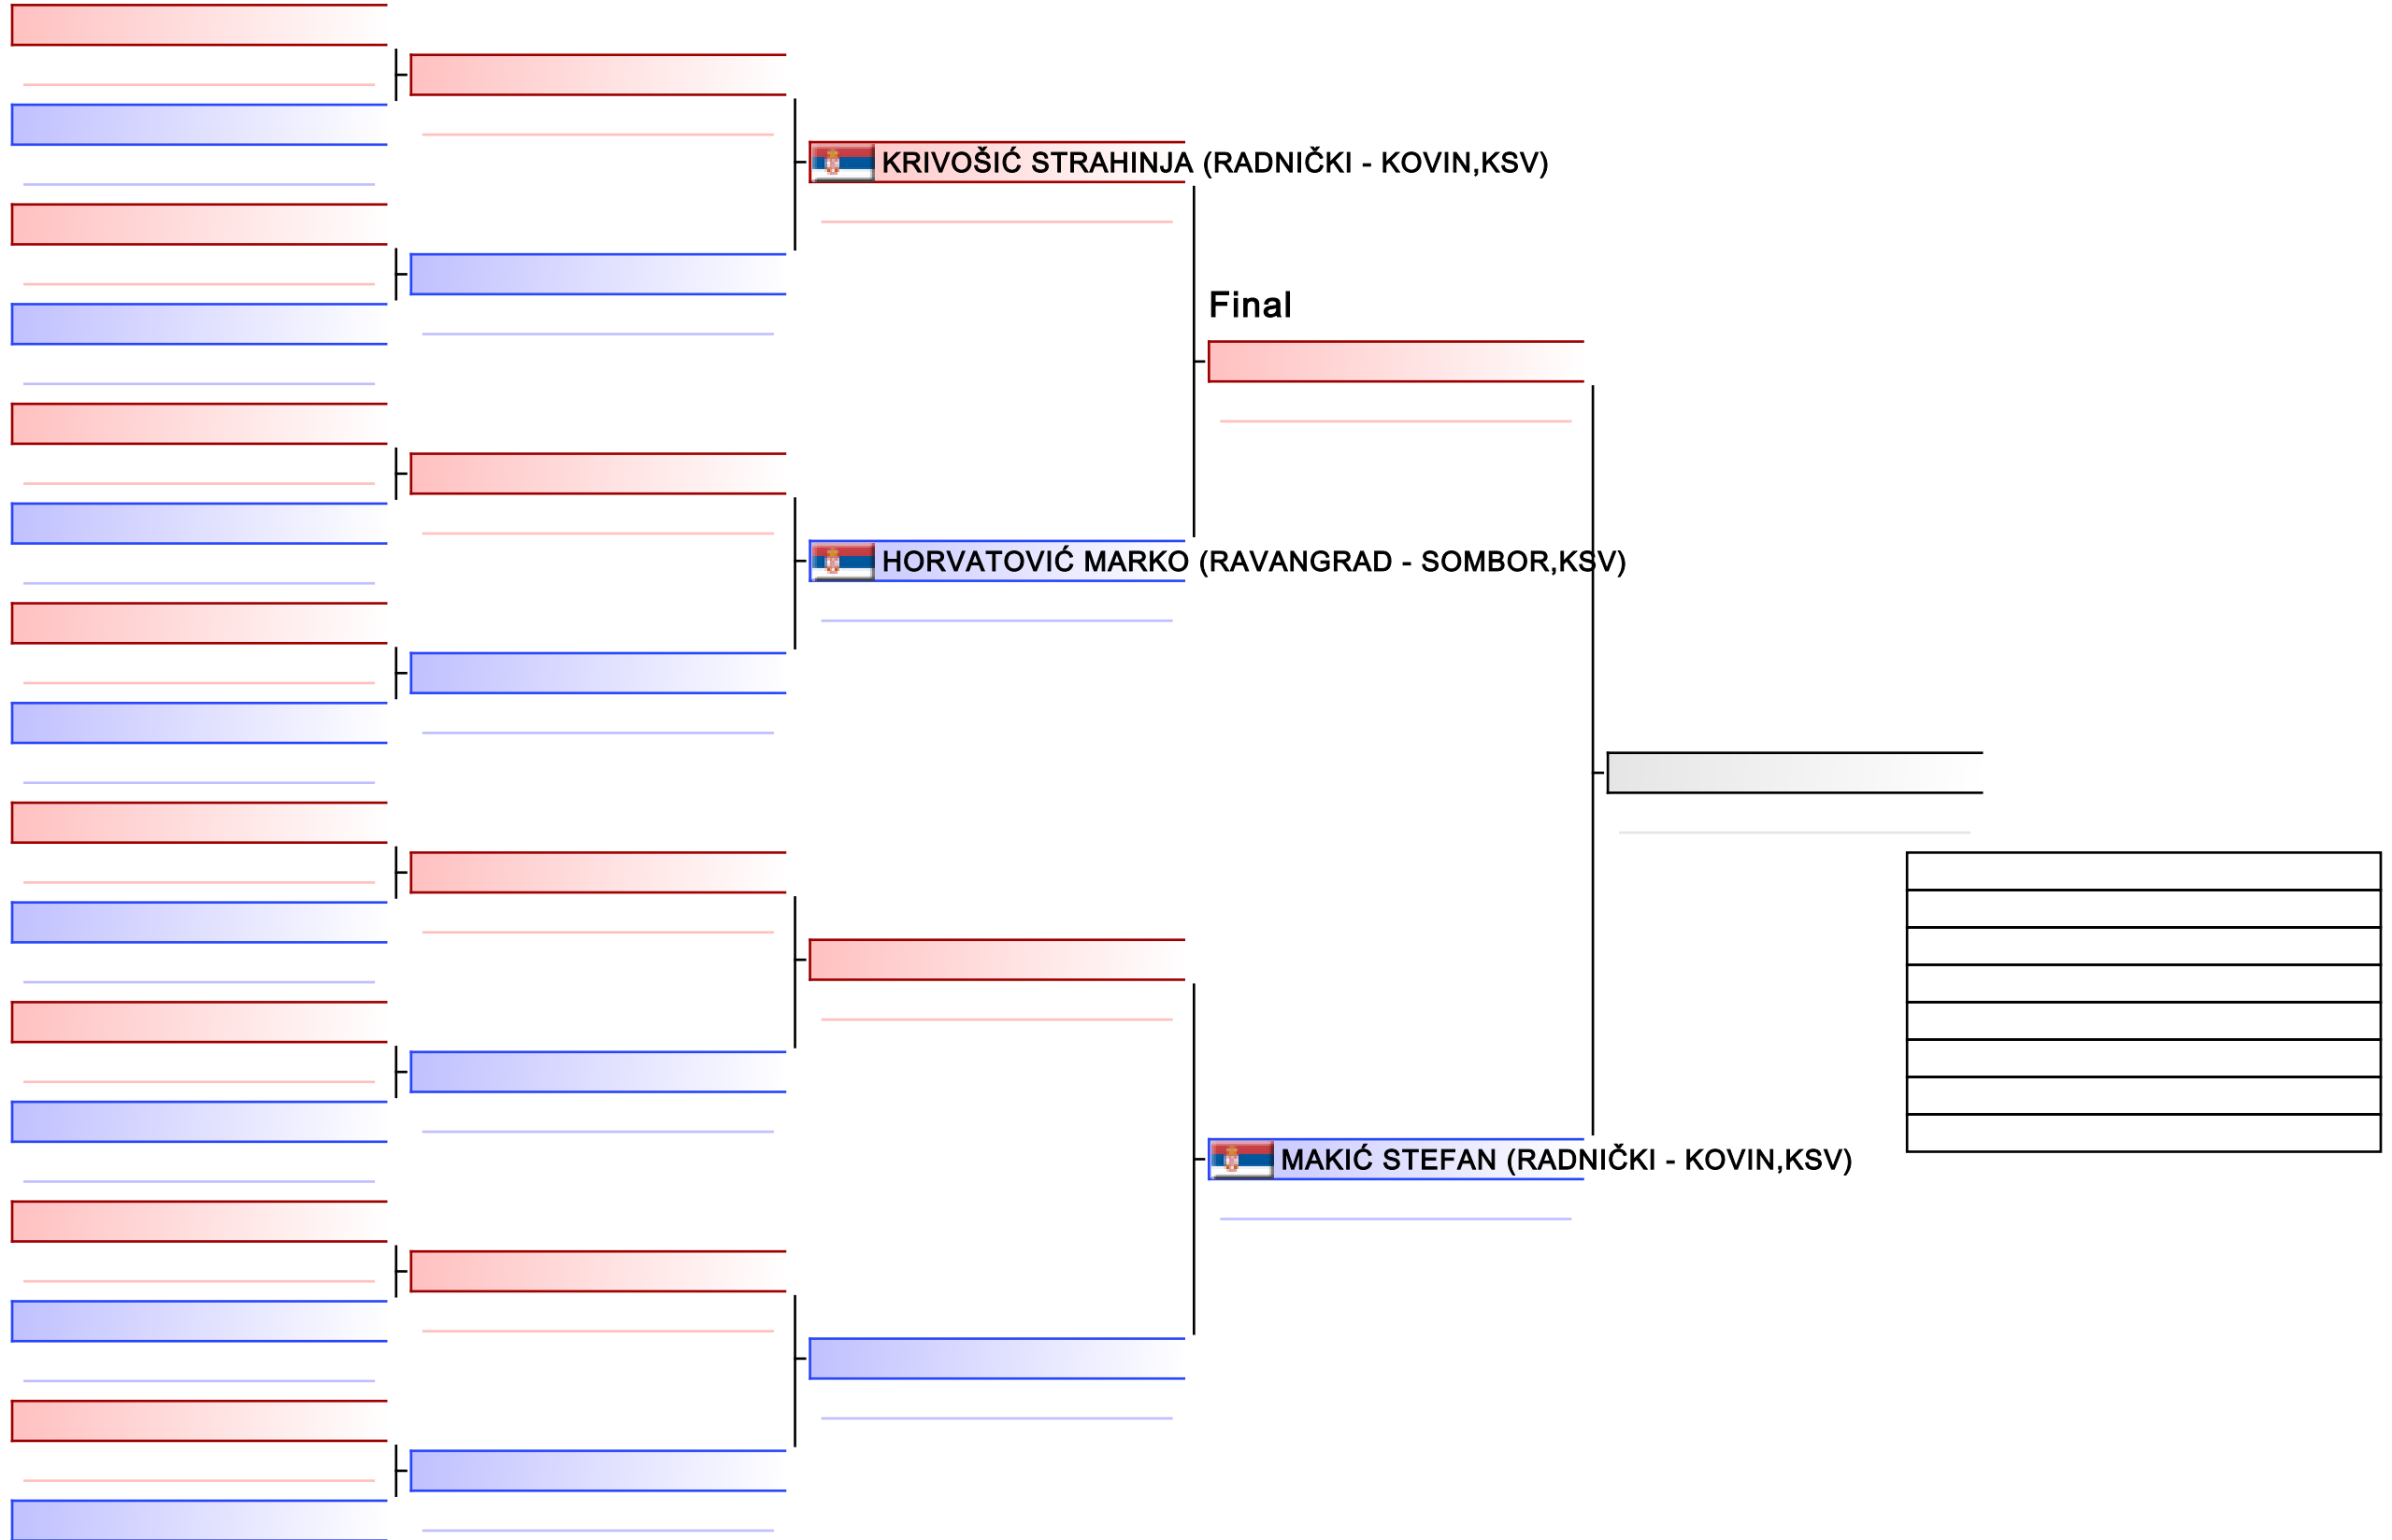 KRIVOŠIĆ STRAHINJA (RADNIČKI - KOVIN,KSV)
Final
HORVATOVIĆ MARKO (RAVANGRAD - SOMBOR,KSV)
MAKIĆ STEFAN (RADNIČKI - KOVIN,KSV)